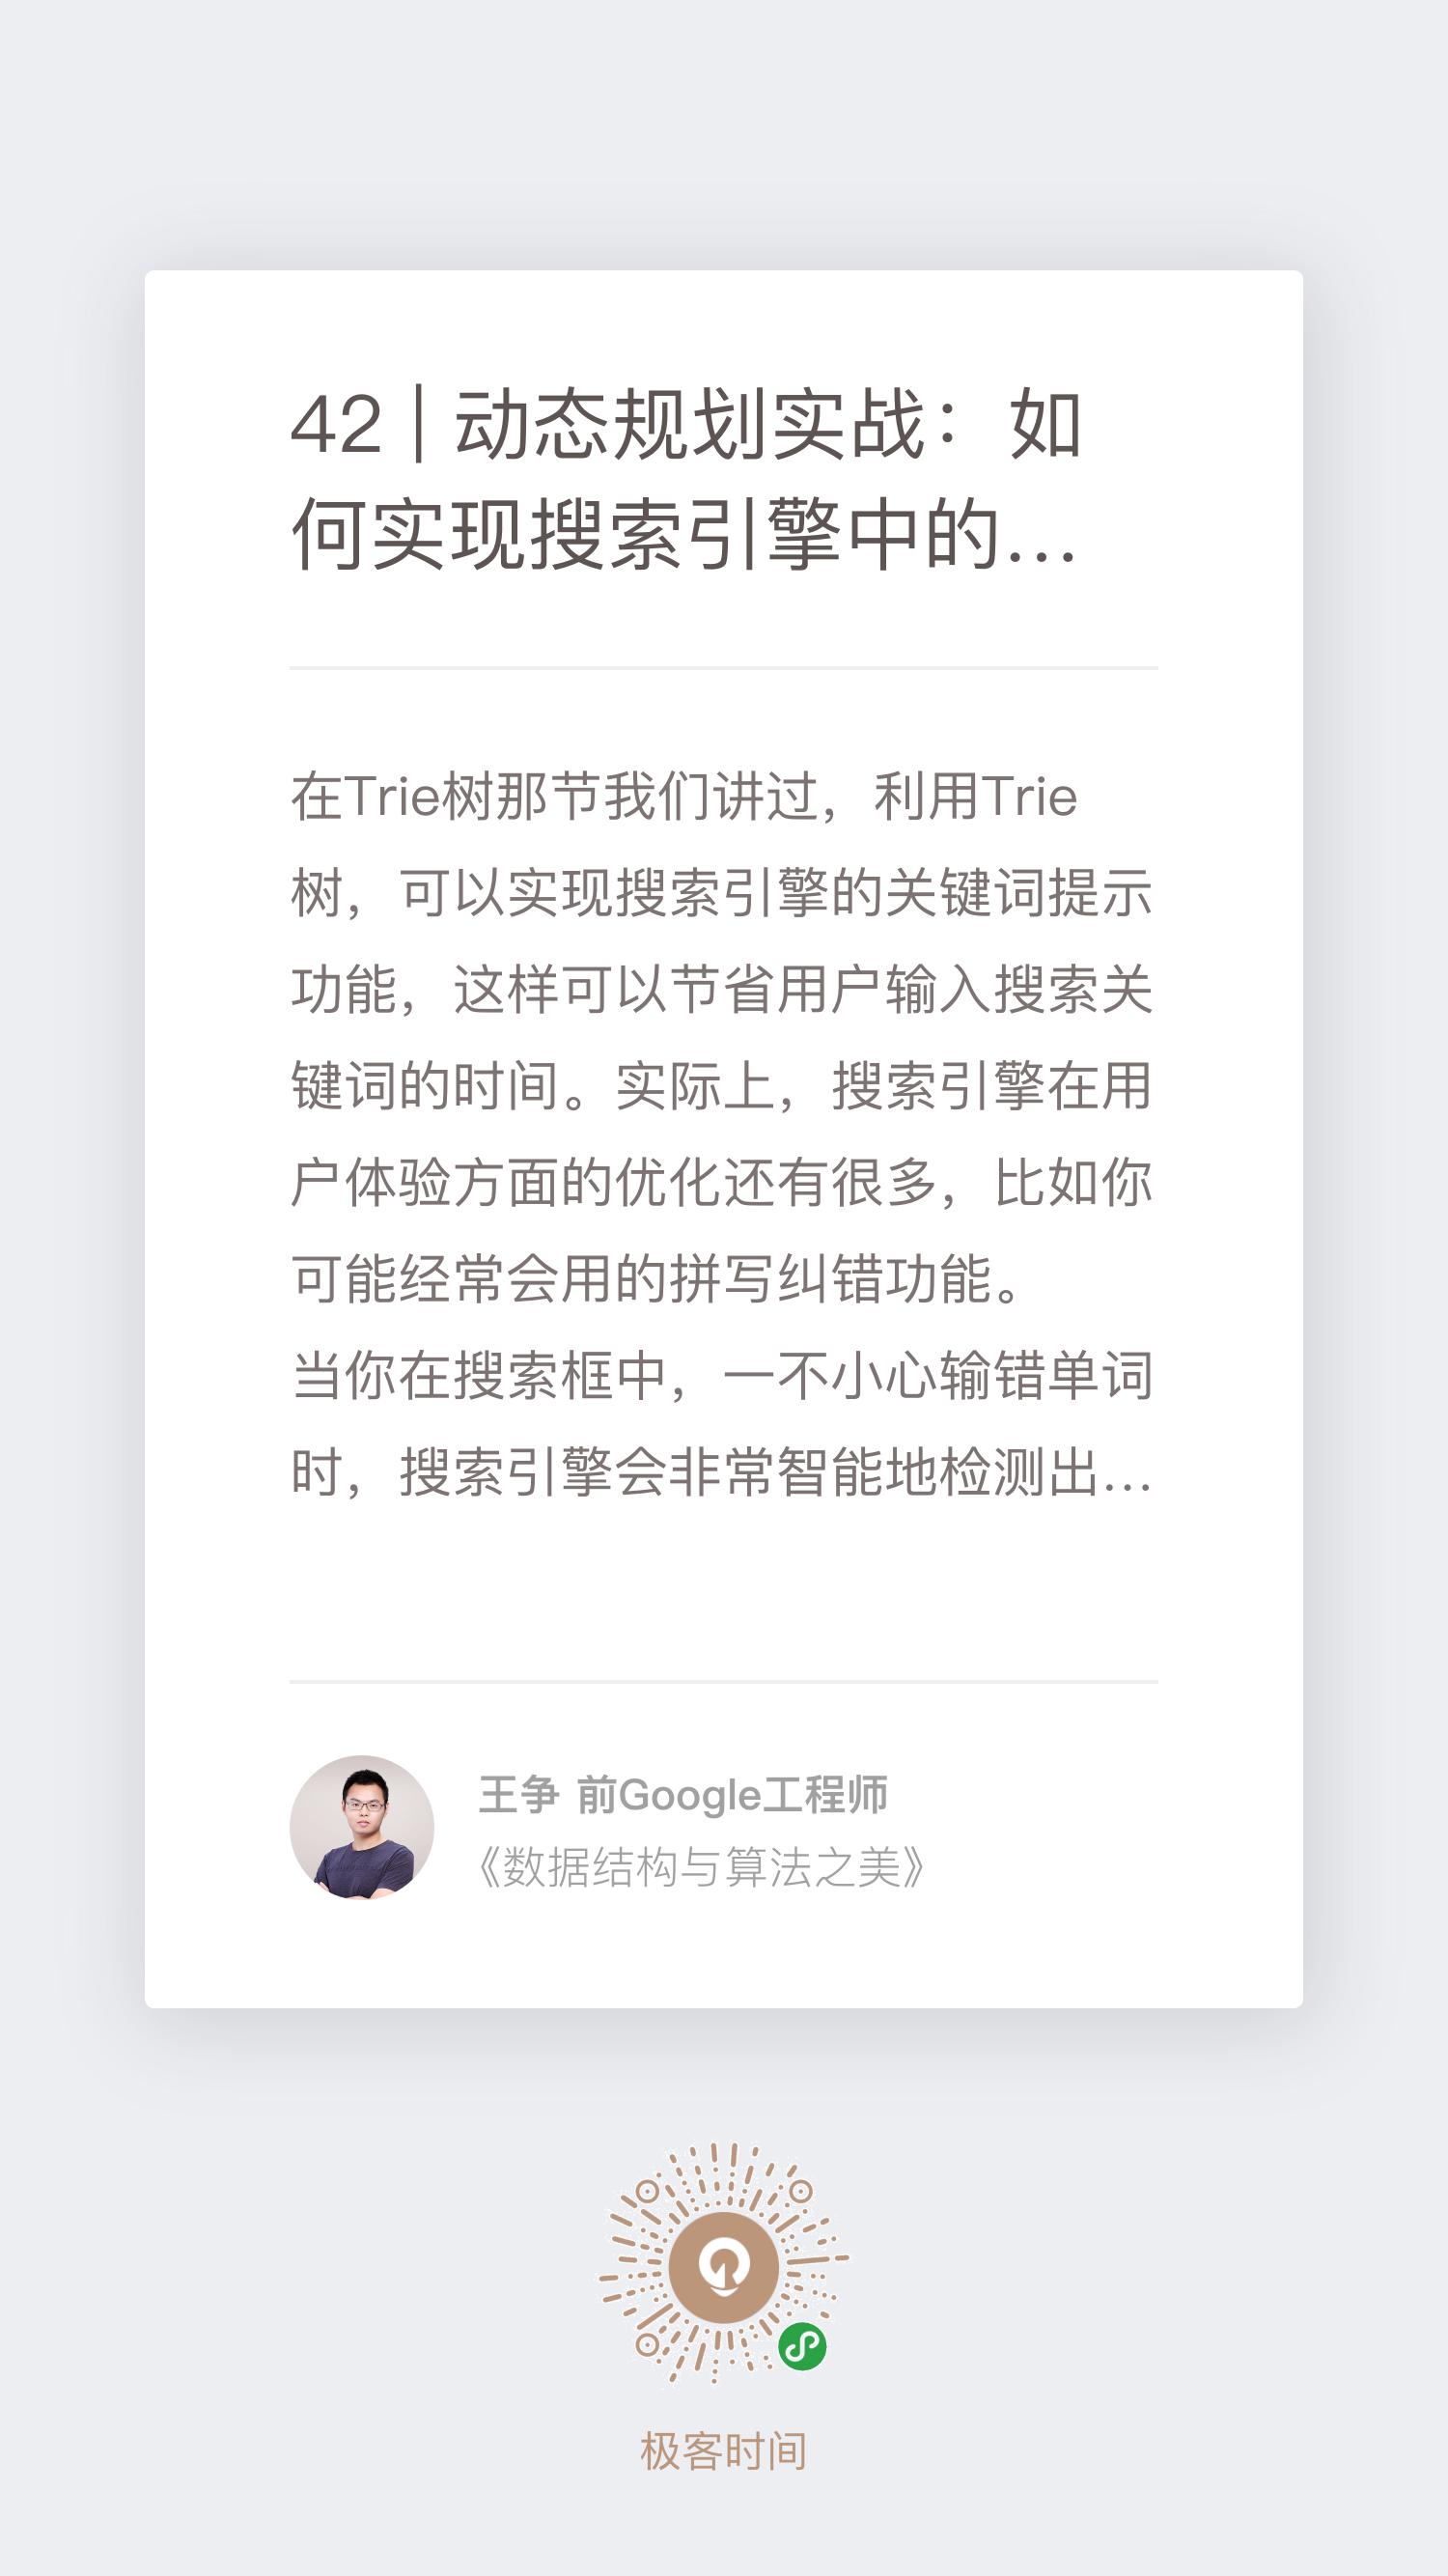 42 | 动态规划实战：如
何实现搜索引擎中的...
在Trie树那节我们讲过，利用Trie
树，可以实现搜索引擎的关键词提示
功能，这样可以节省用户输入搜索关
键词的时间。实际上，搜索引擎在用
户体验方面的优化还有很多，比如你
可能经常会用的拼写纠错功能。
当你在搜索框中，一不小心输错单词
时，搜索引擎会非常智能地检测出...
王争 前Google工程师
《数据结构与算法之美》
极客时间